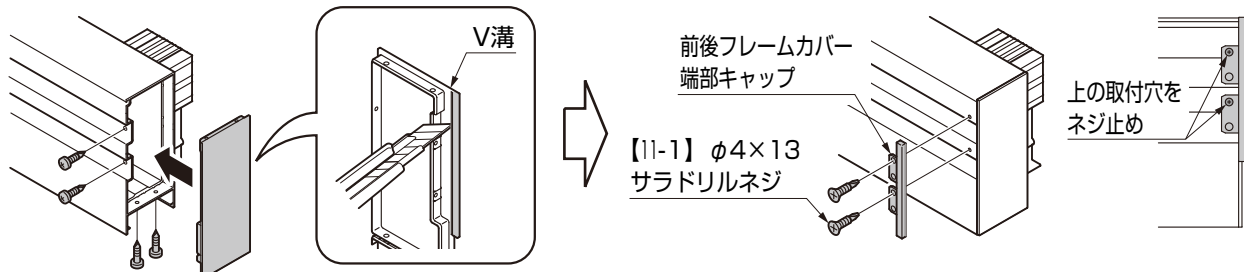 V溝
前後フレームカバー
端部キャップ
【11-1】φ4×13
サラドリルネジ
上の取付穴を
ネジ止め